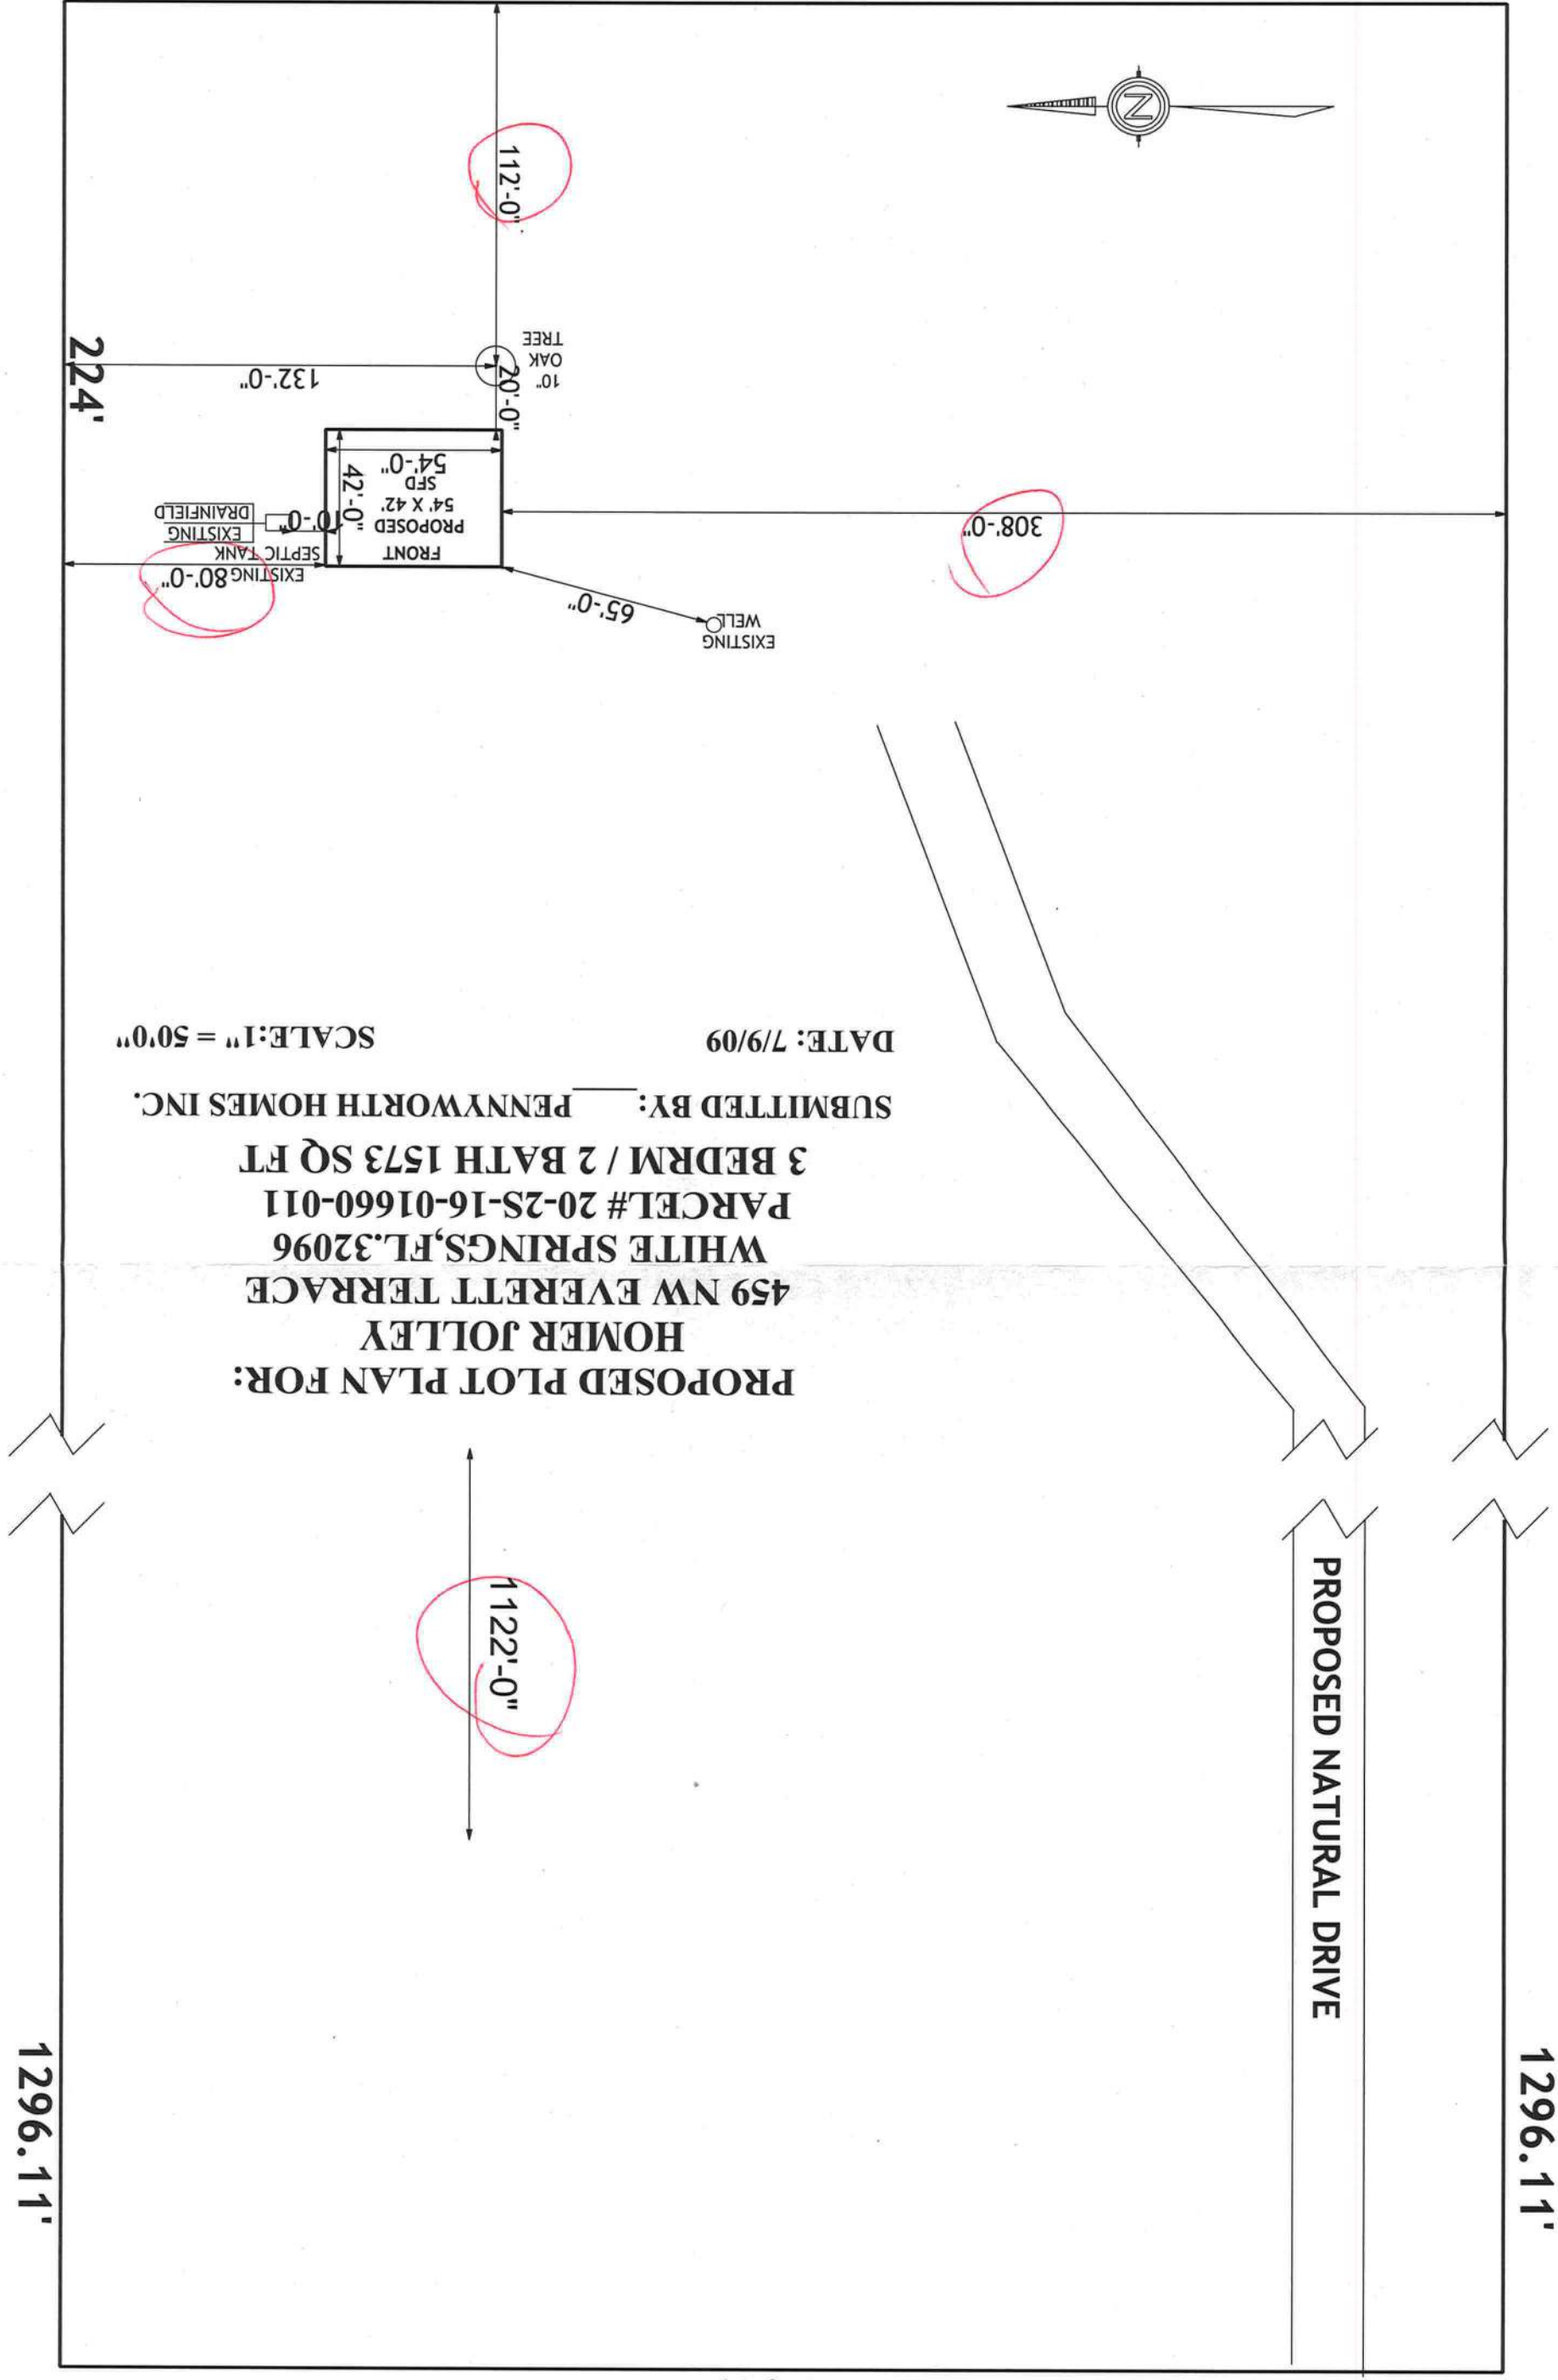 1296.11'
1296.11'
PROPOSED NATURAL DRIVE
1122'-0"
PROPOSED PLOT PLAN FOR:
HOMER JOLLEY
459 NW EVERETT TERRACE
WHITE SPRINGS,FL.32096
PARCEL# 20-2S-16-01660-011
3 BEDRM / 2 BATH 1573 SQ FT
SUBMITTED BY:____PENNYWORTH HOMES INC.
DATE: 7/9/09
SCALE:1" = 50'0"
EXISTING
WELL
65'-0"
308'-0"
80'-0"
EXISTING
SEPTIC TANK
EXISTING
DRAINFIELD
10'-0"
FRONT
PROPOSED
54' X 42'
SFD
54'-0"
42'-0"
20'-0"
10"
OAK
TREE
132'-0"
224'
112'-0"
N